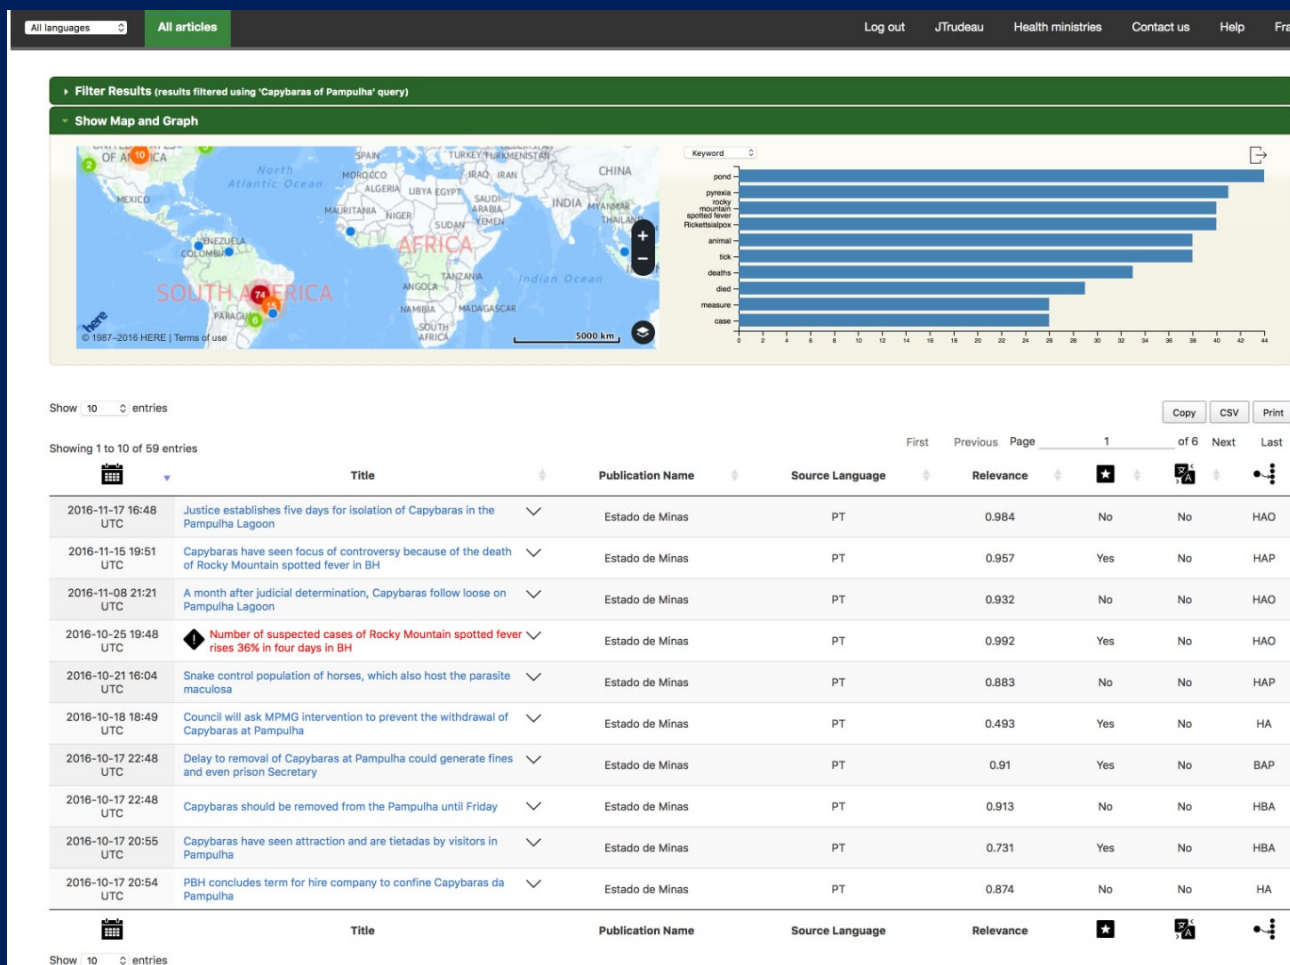 All languages
All articles
Log out
JTrudeau
Health ministries
Contact us
Help
Fra
Filter Results (results filtered using 'Capybaras of Pampulha' query)
Show Map and Graph
10
2
OF
North
Atlantic Ocean
MEXICO
VENEZUELA
SPAIN
MOROCCO
ALGERIA
LIBYA
EGYPT
TURKEY
TURKMENISTAN
IRAQ
IRAN
SAUDI
ARABIA
YEMEN
MAURITANIA
NIGER
SUDAN
AFRICA
CHINA
INDIA
MYANMAR
TANZANIA
ANGOLA
Indian Ocean
NAMIBIA
MADAGASCAR
SOUTH
AFRICA
74
15
6
+
−
here
© 1987–2016 HERE | Terms of use
5000 km
Keyword
pond
pyrexia
rocky
mountain
spotted fever
Rickettsialpox
animal
tick
deaths
died
measure
case
0 2 4 6 8 10 12 14 16 18 20 22 24 26 28 30 32 34 36 38 40 42 44
Show 10 entries
Copy CSV Print
Showing 1 to 10 of 59 entries
First Previous Page 1 of 6 Next Last
Title Publication Name Source Language Relevance
2016-11-17 16:48 UTC Justice establishes five days for isolation of Capybaras in the
Pampulha Lagoon Estado de Minas PT 0.984 No No HAO
2016-11-15 19:51 UTC Capybaras have seen focus of controversy because of the death
of Rocky Mountain spotted fever in BH Estado de Minas PT 0.957 Yes No HAP
2016-11-08 21:21 UTC A month after judicial determination, Capybaras follow loose on
Pampulha Lagoon Estado de Minas PT 0.932 No No HAO
2016-10-25 19:48 UTC Number of suspected cases of Rocky Mountain spotted fever
rises 36% in four days in BH Estado de Minas PT 0.992 Yes No HAO
2016-10-21 16:04 UTC Snake control population of horses, which also host the parasite
maculosa Estado de Minas PT 0.883 No No HAP
2016-10-18 18:49 UTC Council will ask MPMG intervention to prevent the withdrawal of
Capybaras at Pampulha Estado de Minas PT 0.493 Yes No HA
2016-10-17 22:48 UTC Delay to removal of Capybaras at Pampulha could generate fines
and even prison Secretary Estado de Minas PT 0.91 Yes No BAP
2016-10-17 22:48 UTC Capybaras should be removed from the Pampulha until Friday Estado de Minas PT 0.913 No No HBA
2016-10-17 20:55 UTC Capybaras have seen attraction and are tietadas by visitors in
Pampulha Estado de Minas PT 0.731 Yes No HBA
2016-10-17 20:54 UTC PBH concludes term for hire company to confine Capybaras da
Pampulha Estado de Minas PT 0.874 No No HA
Title Publication Name Source Language Relevance
Show 10 entries